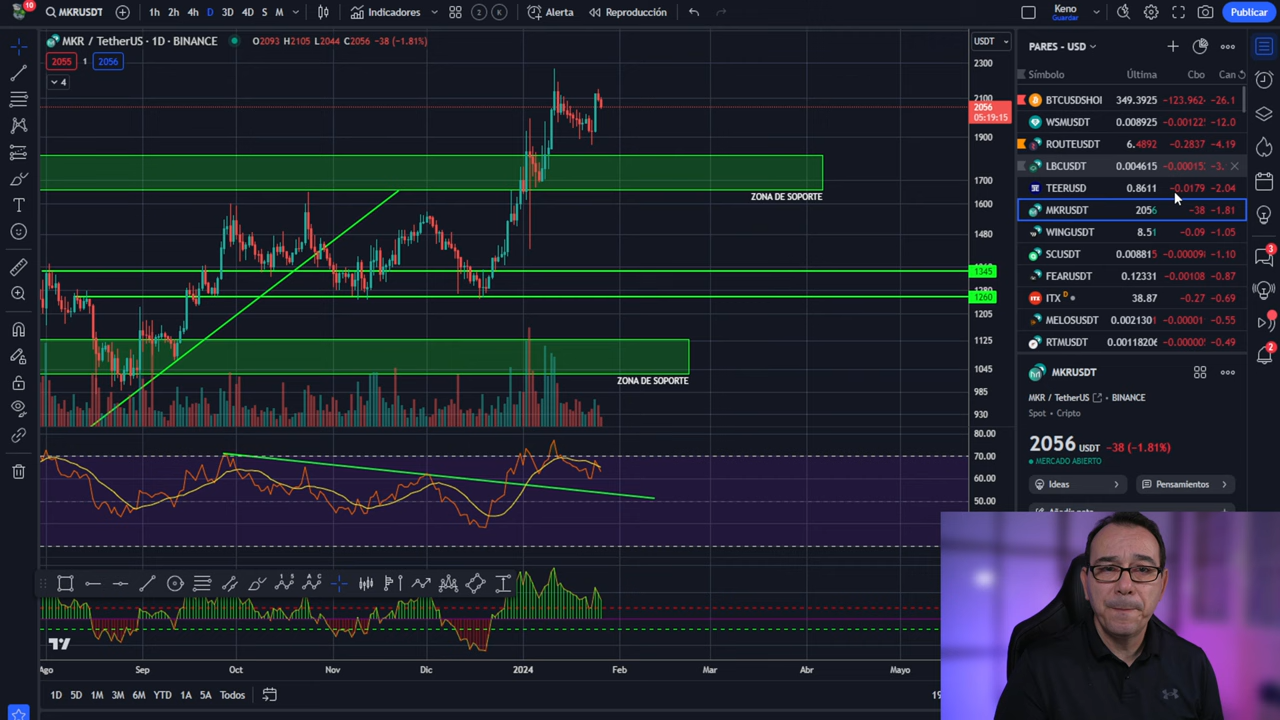 10
MKRUSDT
1h 2h 4h D 3D 4D S M
Indicadores
Z
K
Alerta
Reproducción
Keno
Guardar
Publicar
MKR / TetherUS · 1D · BINANCE
O2093 H2105 L2044 C2056 −38 (−1.81%)
2055 1 2056
4
USDT
2300
2100
2056
05:19:15
1900
1700
1600
1480
1345
1280
1260
1205
1125
1045
985
930
ZONA DE SOPORTE
ZONA DE SOPORTE
80.00
70.00
60.00
50.00
Ago Sep Oct Nov Dic 2024 Feb Mar Abr Mayo
1D 5D 1M 3M 6M YTD 1A 5A Todos
19
PARES - USD
Símbolo Última Cbo Can
BTCUSDSHOI 349.3925 −123.962 −26.1
WSMUSDT 0.008925 −0.00122 −12.0
ROUTEUSDT 6.4892 −0.2837 −4.19
LBCUSDT 0.004615 −0.00015 −3.
TEERUSD 0.8611 −0.0179 −2.04
MKRUSDT 2056 −38 −1.81
WINGUSDT 8.51 −0.09 −1.05
SCUSDT 0.008815 −0.00009 −1.10
FEARUSDT 0.12331 −0.00108 −0.87
ITX D 38.87 −0.27 −0.69
MELOSUSDT 0.0021301 −0.00001 −0.55
RTMUSDT 0.00118206 −0.00000 −0.49
3
2
MKRUSDT
MKR / TetherUS BINANCE
Spot • Cripto
2056 USDT −38 (−1.81%)
MERCADO ABIERTO
Ideas
Pensamientos